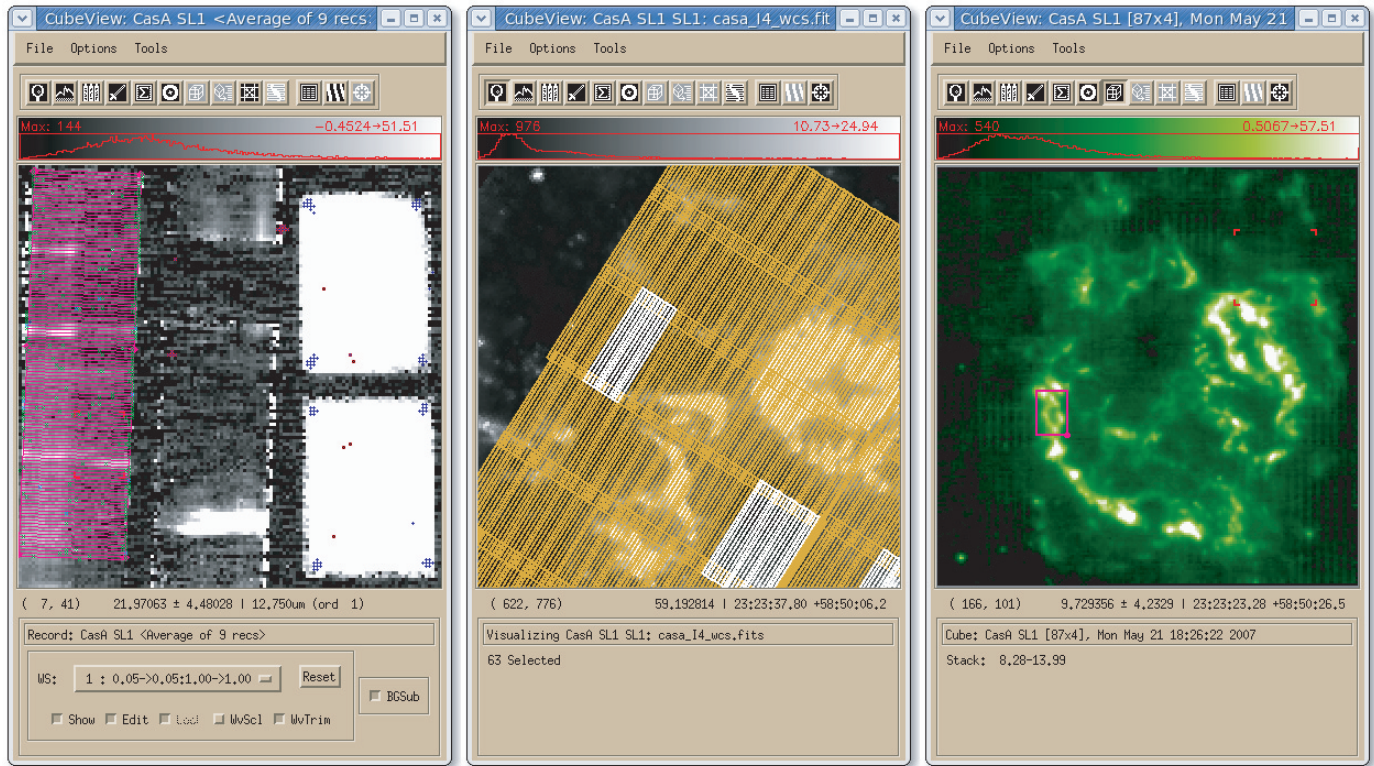 CubeView: CasA SL1 <Average of 9 recs>
File Options Tools
Max: 144 -0.4524→51.51
( 7, 41) 21.97063 ± 4.48028 | 12.750um (ord 1)
Record: CasA SL1 <Average of 9 recs>
WS: 1 : 0.05->0.05:1.00->1.00 Reset
BGSub
Show Edit Lock WvScl WvTrim
CubeView: CasA SL1 SL1: casa_I4_wcs.fit
File Options Tools
Max: 976 10.73→24.94
( 622, 776) 59.192814 | 23:23:37.80 +58:50:06.2
Visualizing CasA SL1 SL1: casa_I4_wcs.fits
63 Selected
CubeView: CasA SL1 [87x4], Mon May 21
File Options Tools
Max: 540 0.5067→57.51
( 166, 101) 9.729356 ± 4.2329 | 23:23:23.28 +58:50:26.5
Cube: CasA SL1 [87x4], Mon May 21 18:26:22 2007
Stack: 8.28-13.99